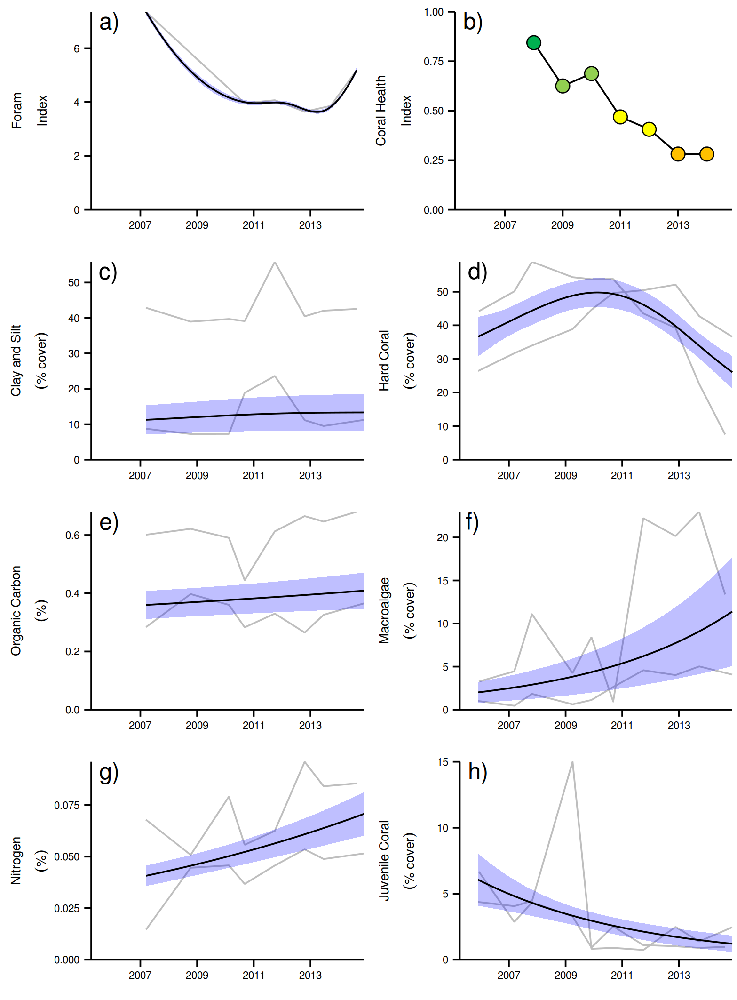 a)
Foram
Index
6
4
2
0
2007 2009 2011 2013
b)
Coral Health
Index
1.00
0.75
0.50
0.25
0.00
2007 2009 2011 2013
c)
Clay and Silt
(% cover)
50
40
30
20
10
0
2007 2009 2011 2013
d)
Hard Coral
(% cover)
50
40
30
20
10
0
2007 2009 2011 2013
e)
Organic Carbon
(%)
0.6
0.4
0.2
0.0
2007 2009 2011 2013
f)
Macroalgae
(% cover)
20
15
10
5
0
2007 2009 2011 2013
g)
Nitrogen
(%)
0.075
0.050
0.025
0.000
2007 2009 2011 2013
h)
Juvenile Coral
(% cover)
15
10
5
0
2007 2009 2011 2013